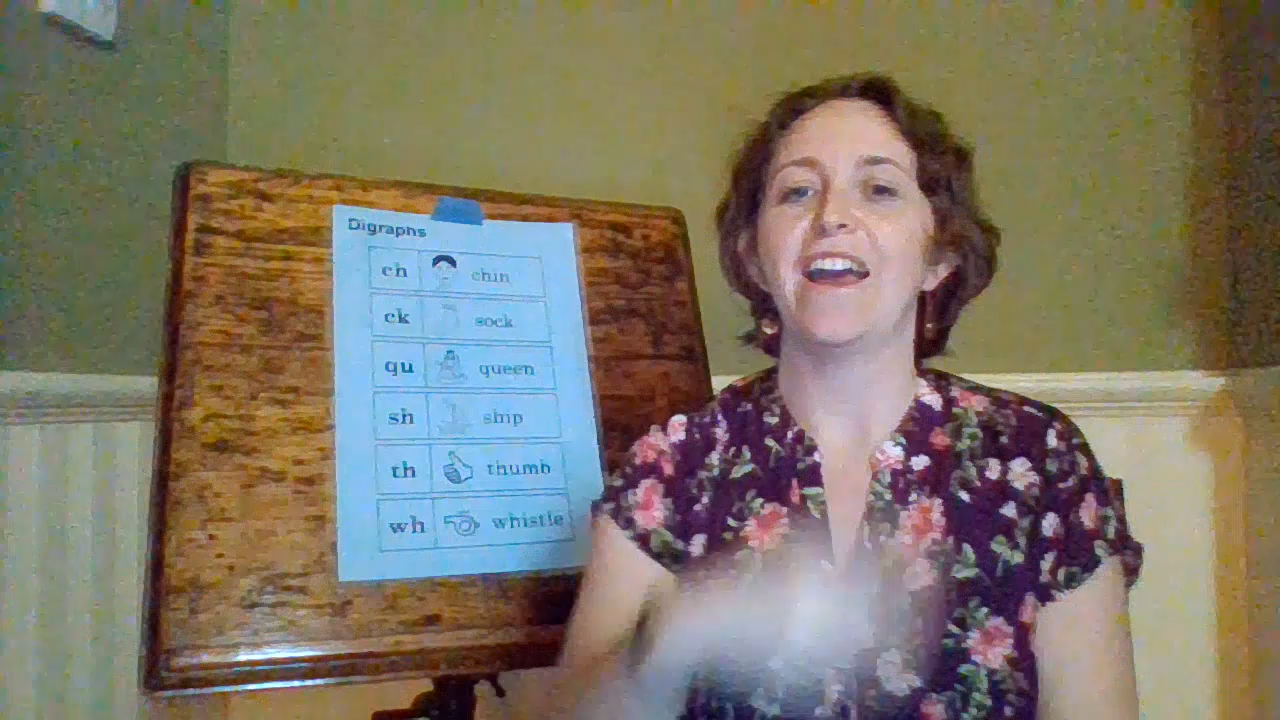 Digraphs
ch chin
ck sock
qu queen
sh ship
th thumb
wh whistle